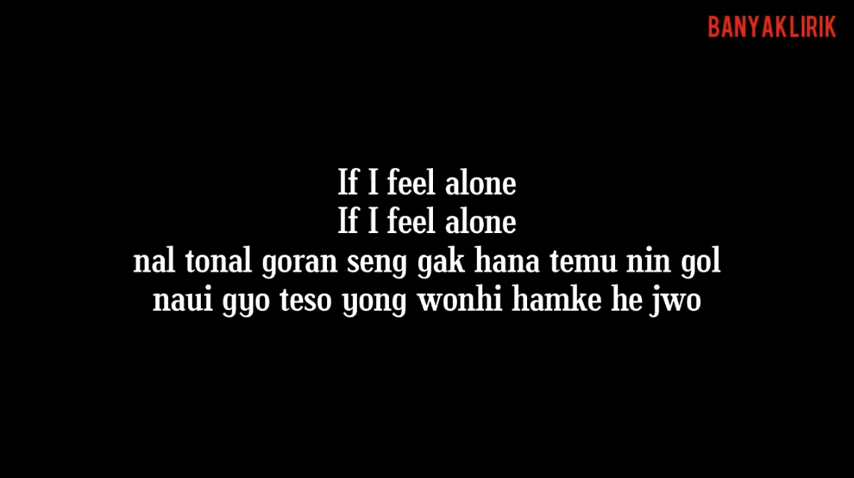 BANYAKLIRIK
If I feel alone
If I feel alone
nal tonal goran seng gak hana temu nin gol
naui gyo teso yong wonhi hamke he jwo